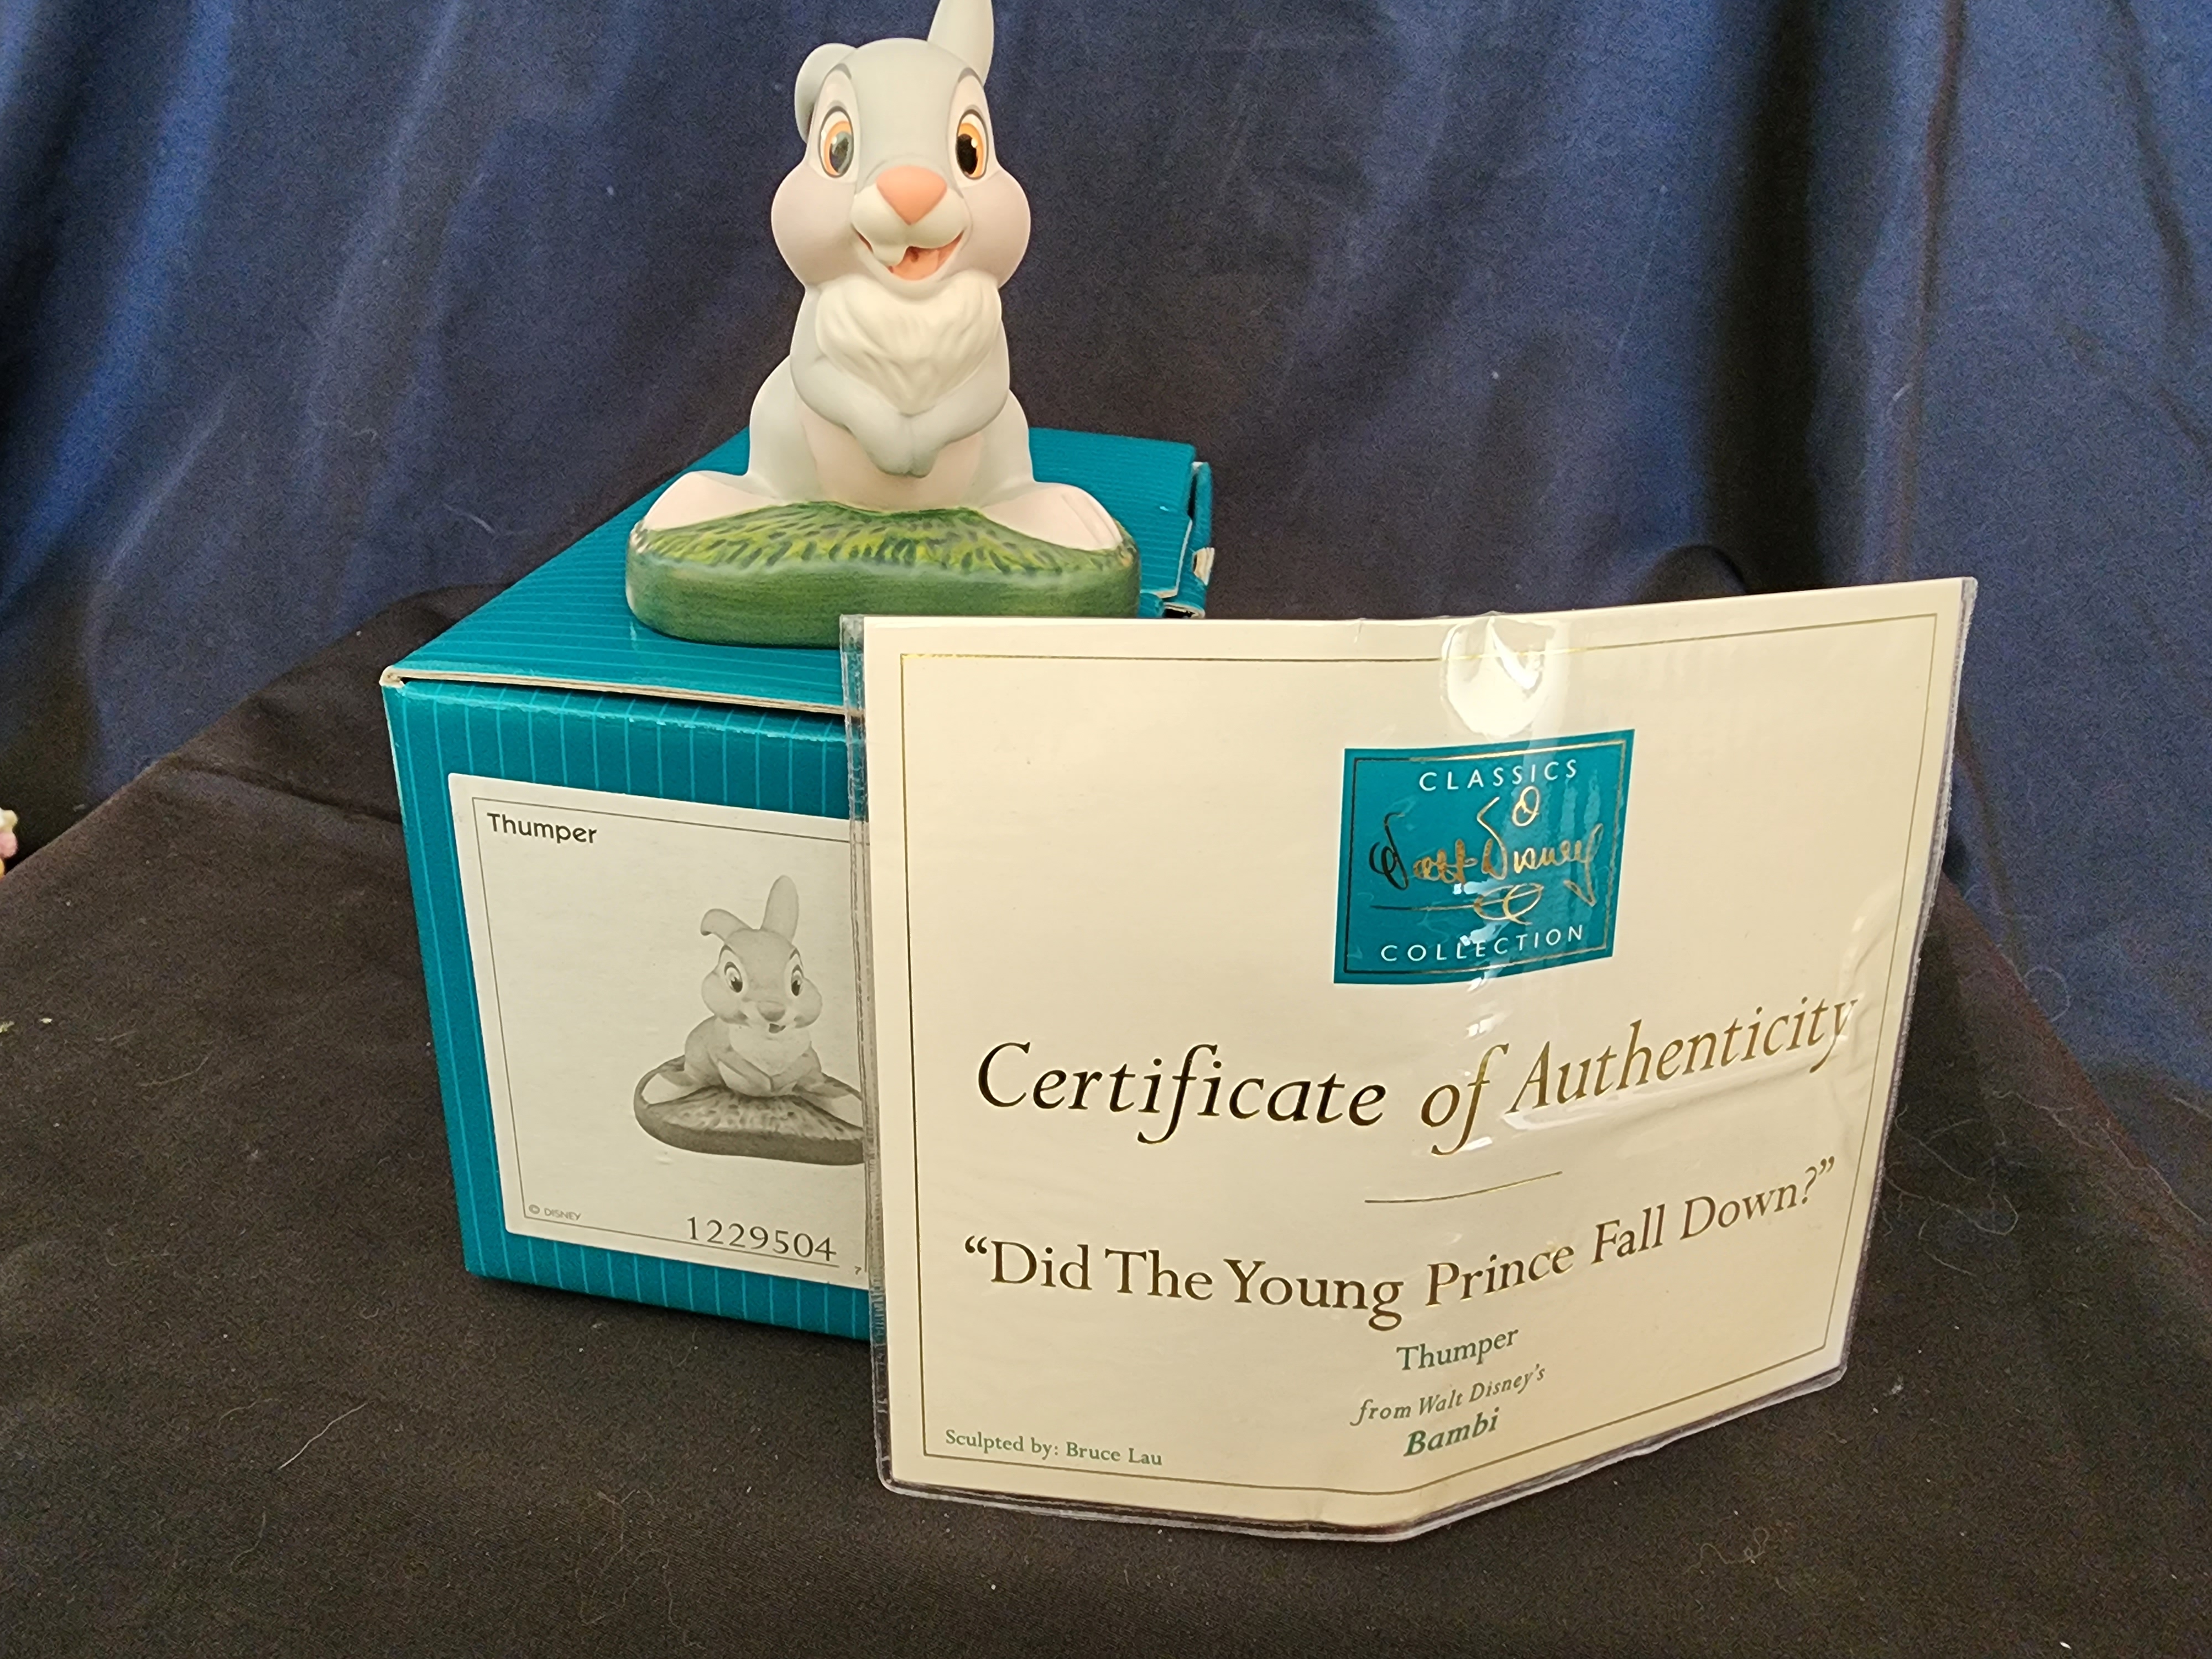 Thumper
© DISNEY
1229504
7
CLASSICS
Walt Disney
COLLECTION
Certificate of Authenticity
“Did The Young Prince Fall Down?”
Thumper
from Walt Disney's
Bambi
Sculpted by: Bruce Lau